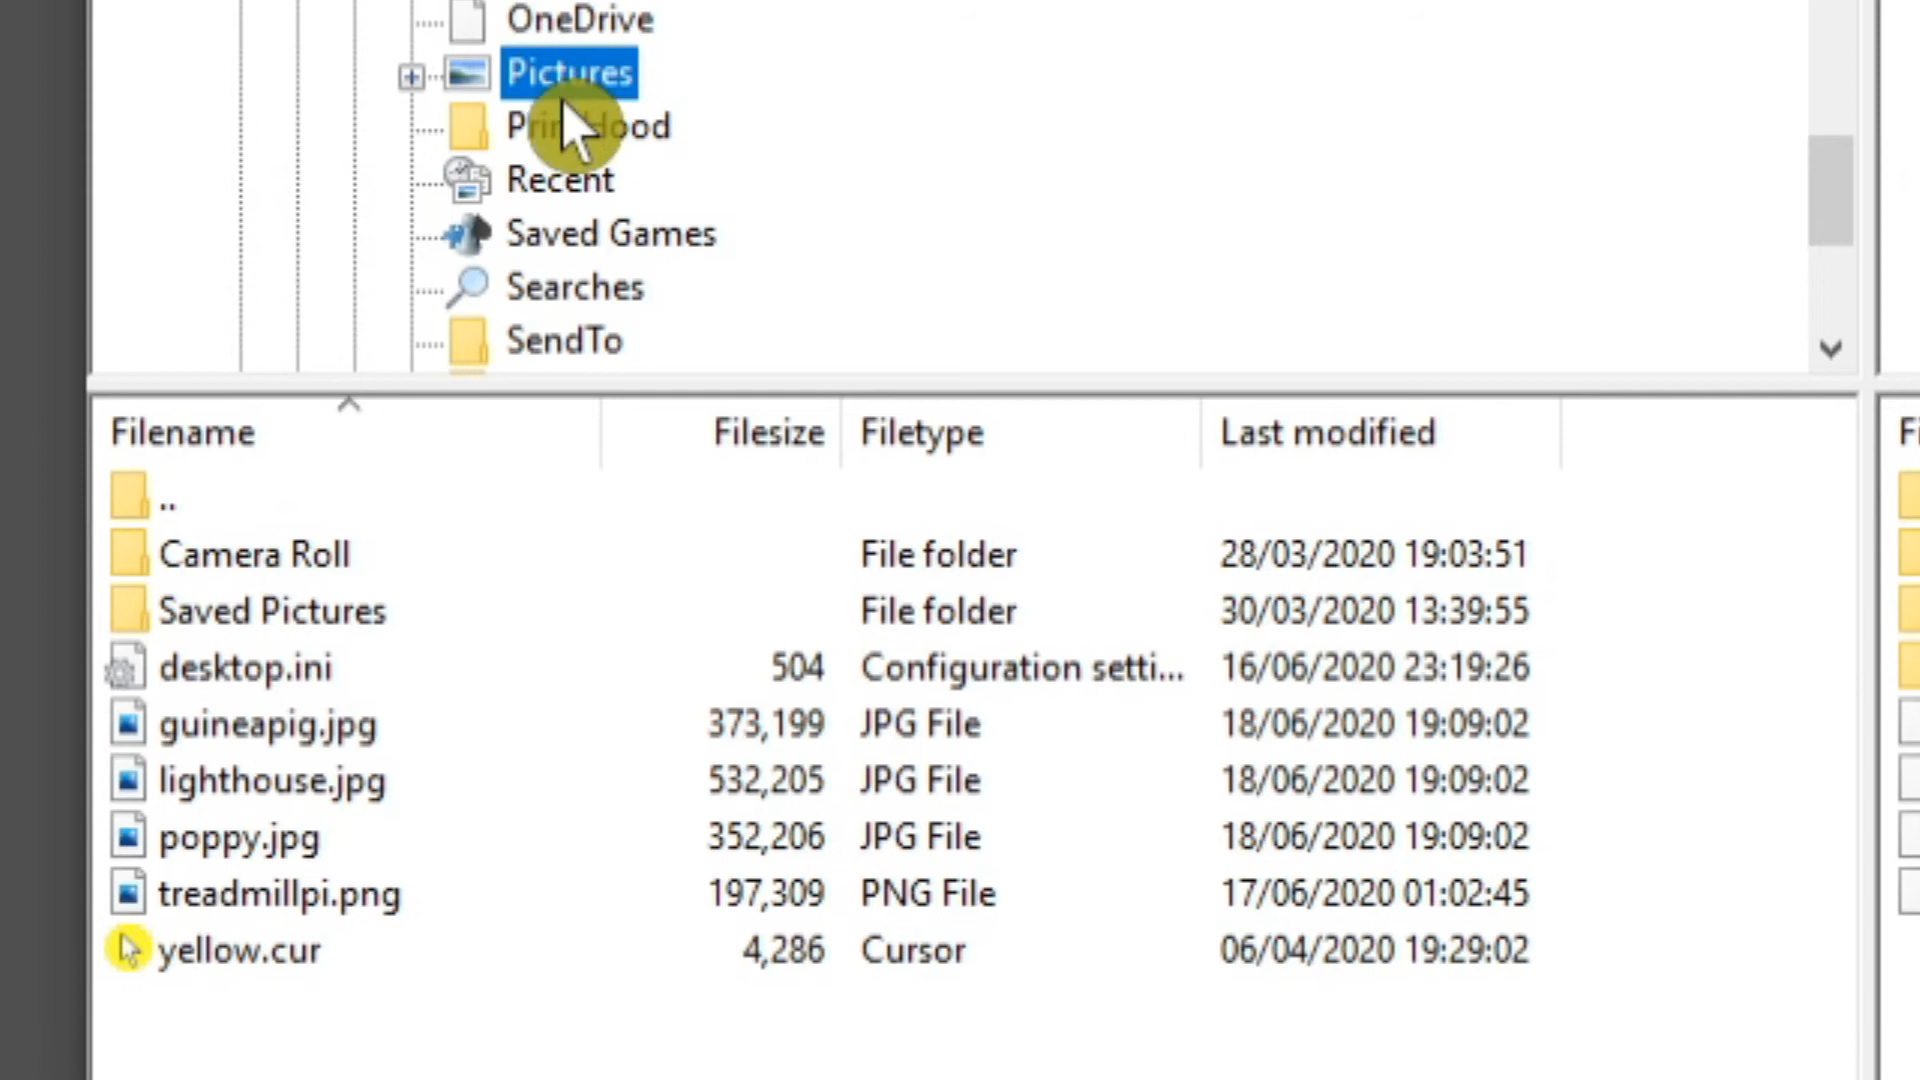 OneDrive
Pictures
PrintHood
Recent
Saved Games
Searches
SendTo
Filename Filesize Filetype Last modified
..
Camera Roll File folder 28/03/2020 19:03:51
Saved Pictures File folder 30/03/2020 13:39:55
desktop.ini 504 Configuration setti... 16/06/2020 23:19:26
guineapig.jpg 373,199 JPG File 18/06/2020 19:09:02
lighthouse.jpg 532,205 JPG File 18/06/2020 19:09:02
poppy.jpg 352,206 JPG File 18/06/2020 19:09:02
treadmillpi.png 197,309 PNG File 17/06/2020 01:02:45
yellow.cur 4,286 Cursor 06/04/2020 19:29:02